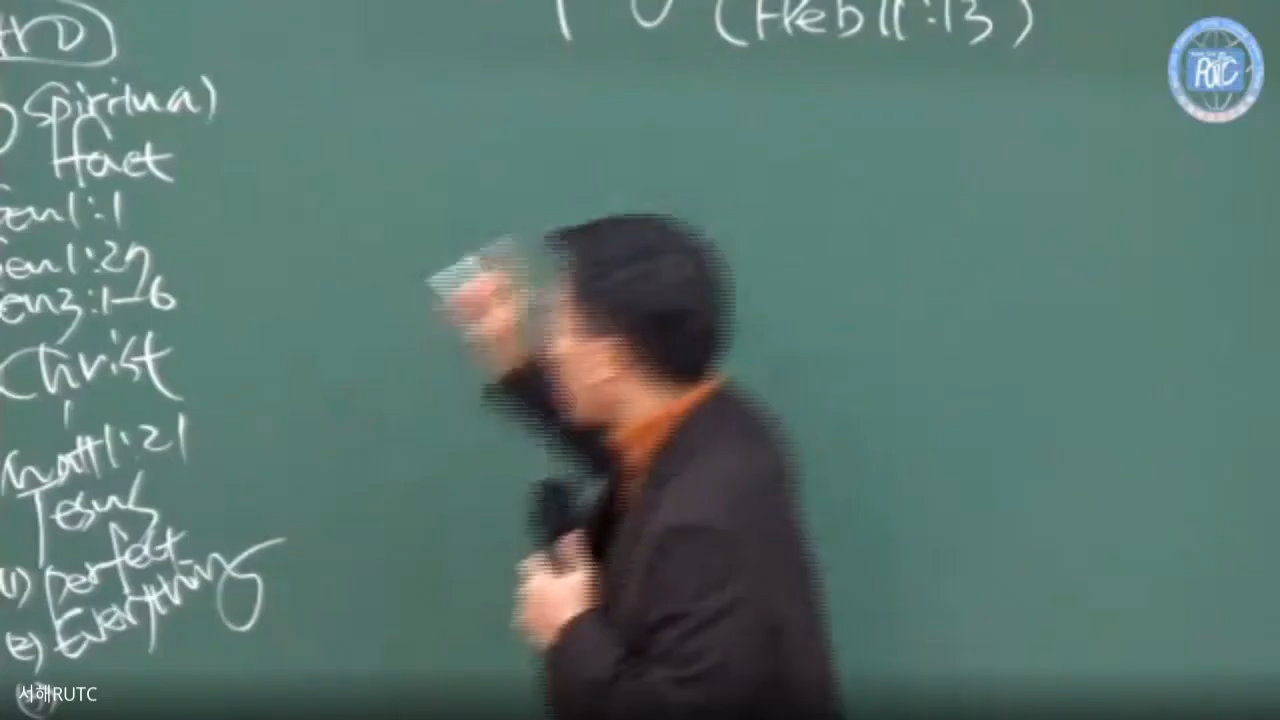 (Heb 11:13)
Spiritual
fact
Gen 1:1
Gen 1:27
Gen 3:1-6
Christ
Matt 1:21
Jesus
(1) perfect
(2) Everything
RUTC
서해RUTC